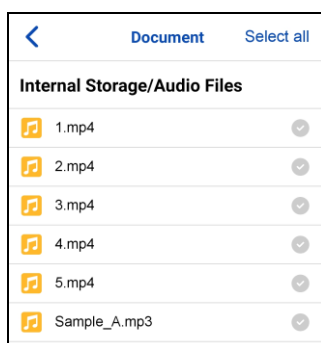 Document Select all
Internal Storage/Audio Files
1.mp4
2.mp4
3.mp4
4.mp4
5.mp4
Sample_A.mp3